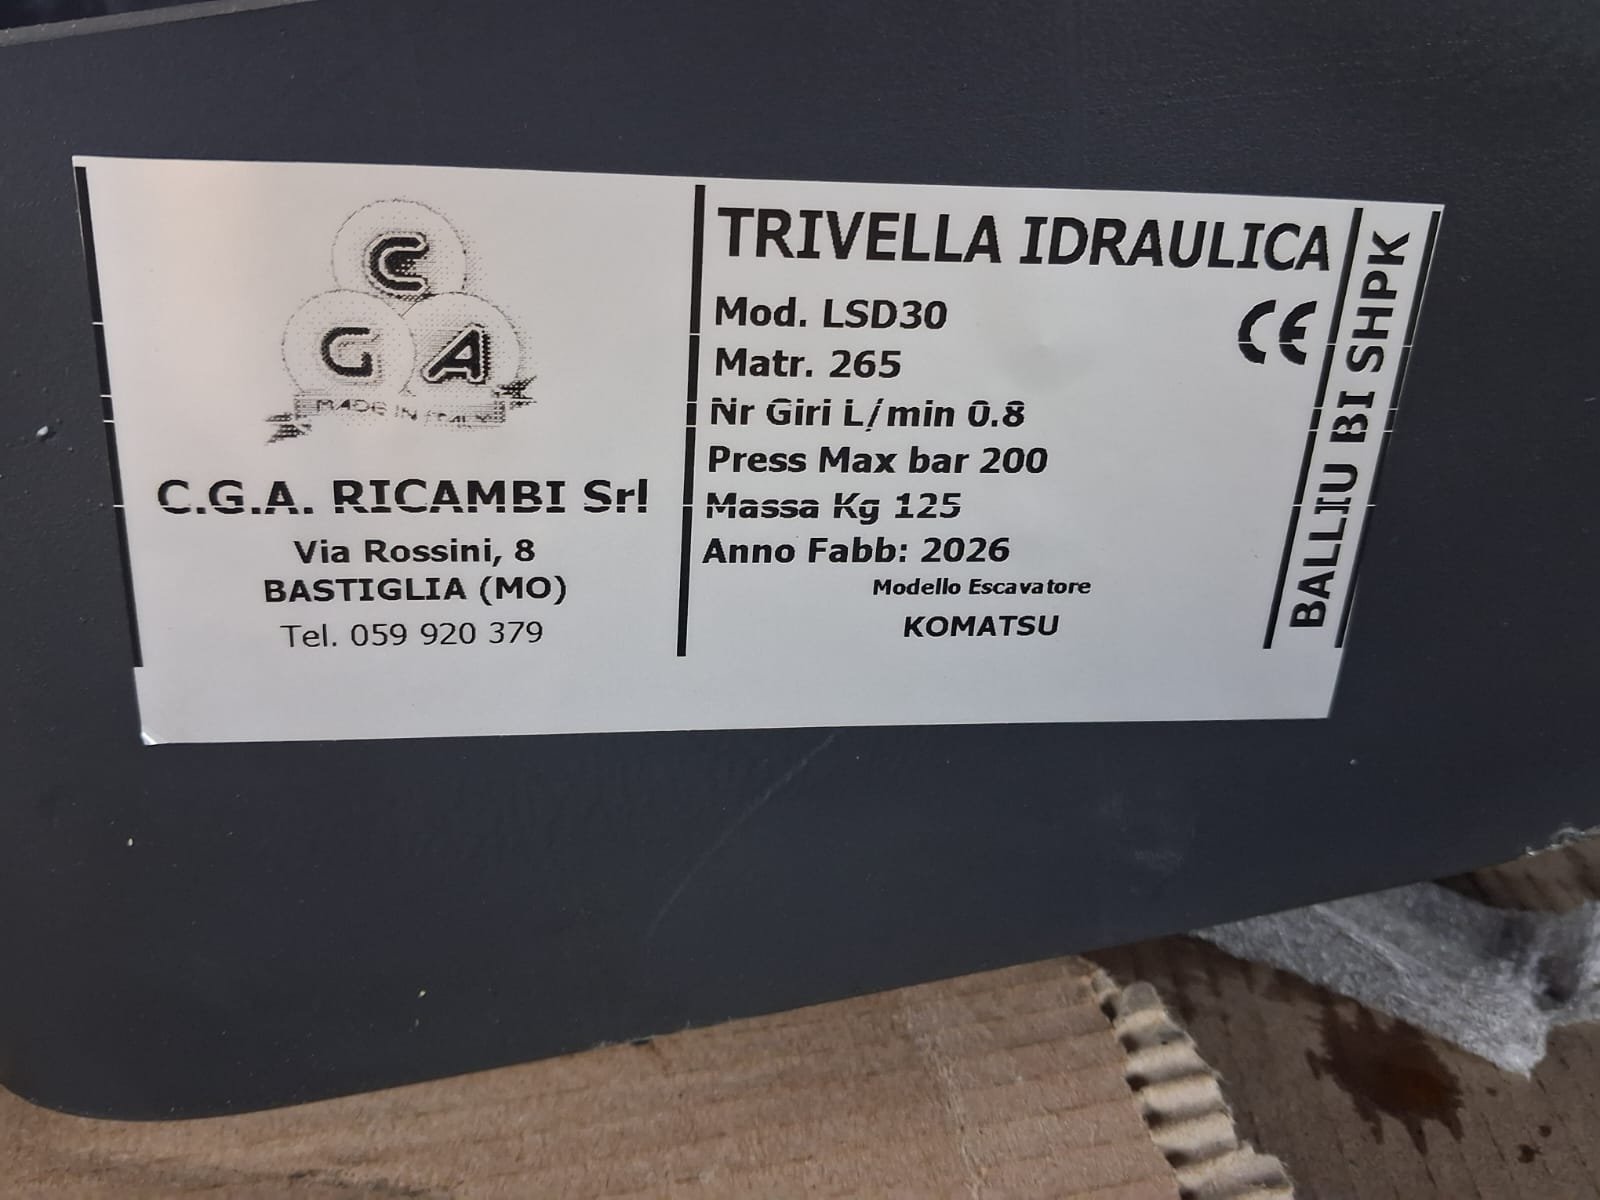 C
G A
MADE IN ITALY
C.G.A. RICAMBI Srl
Via Rossini, 8
BASTIGLIA (MO)
Tel. 059 920 379
TRIVELLA IDRAULICA
Mod. LSD30
CE
Matr. 265
Nr Giri L/min 0.8
Press Max bar 200
Massa Kg 125
Anno Fabb: 2026
Modello Escavatore
KOMATSU
BALLIU BI SHPK